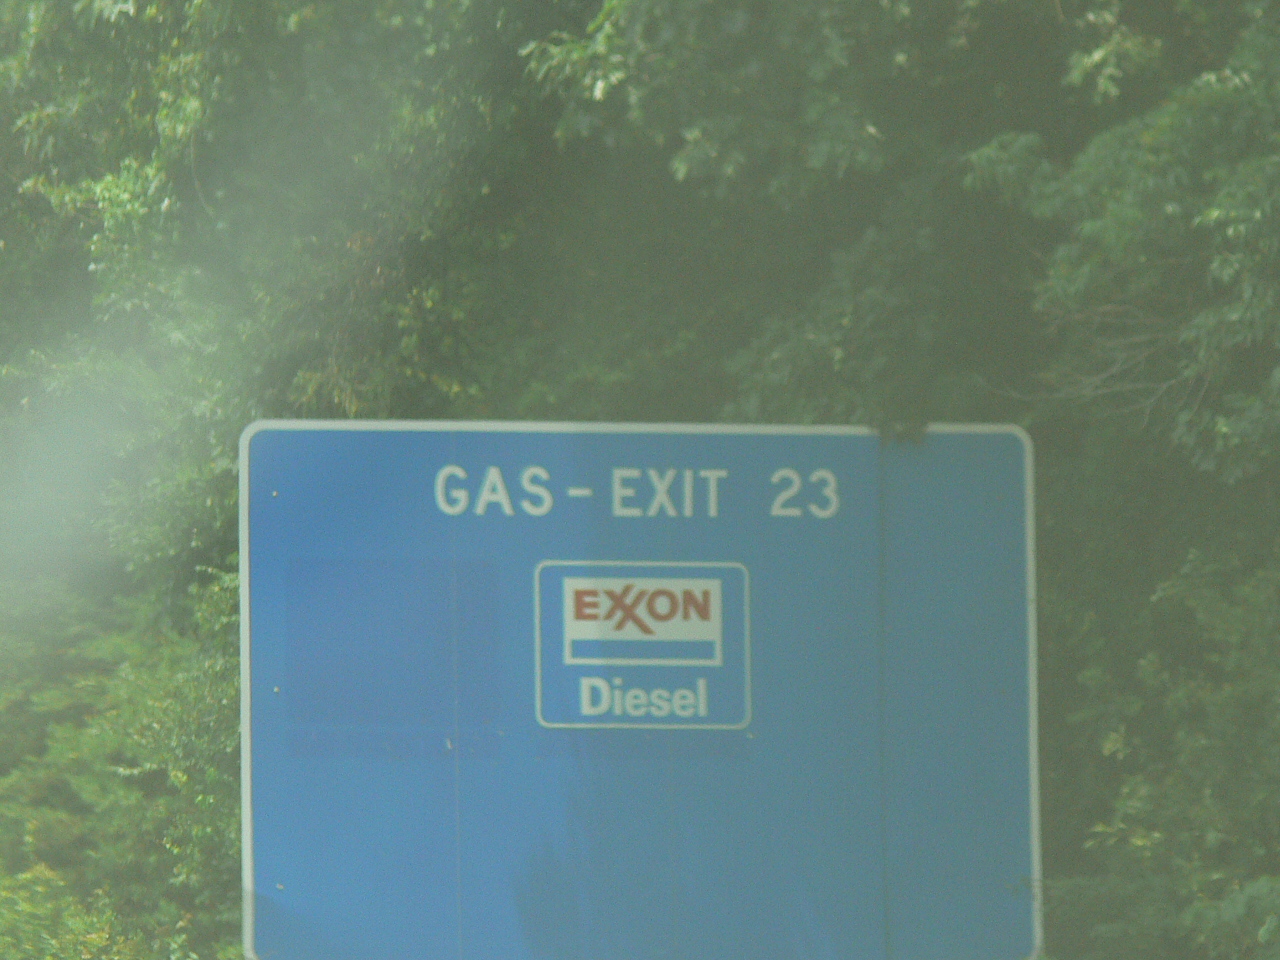 GAS - EXIT 23
EXXON
Diesel